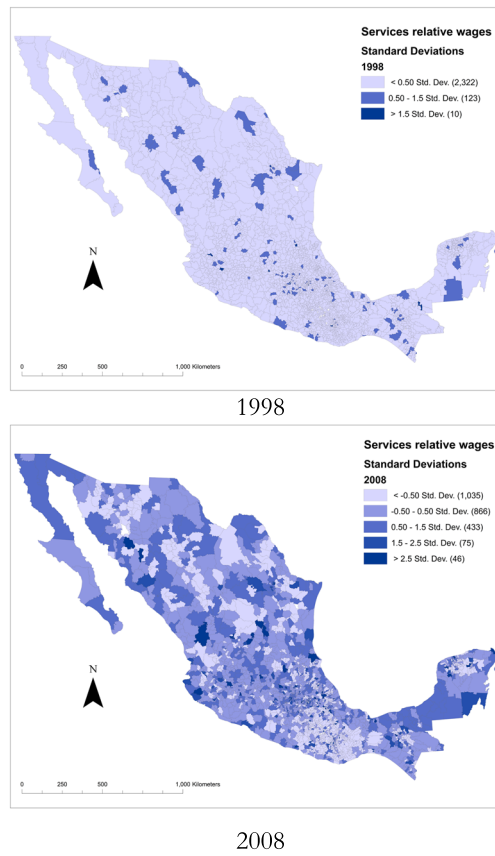 Services relative wages
Standard Deviations
1998
< 0.50 Std. Dev. (2,322)
0.50 - 1.5 Std. Dev. (123)
> 1.5 Std. Dev. (10)
N
0 250 500 1,000 Kilometers
1998
Services relative wages
Standard Deviations
2008
< -0.50 Std. Dev. (1,035)
-0.50 - 0.50 Std. Dev. (866)
0.50 - 1.5 Std. Dev. (433)
1.5 - 2.5 Std. Dev. (75)
> 2.5 Std. Dev. (46)
N
0 250 500 1,000 Kilometers
2008